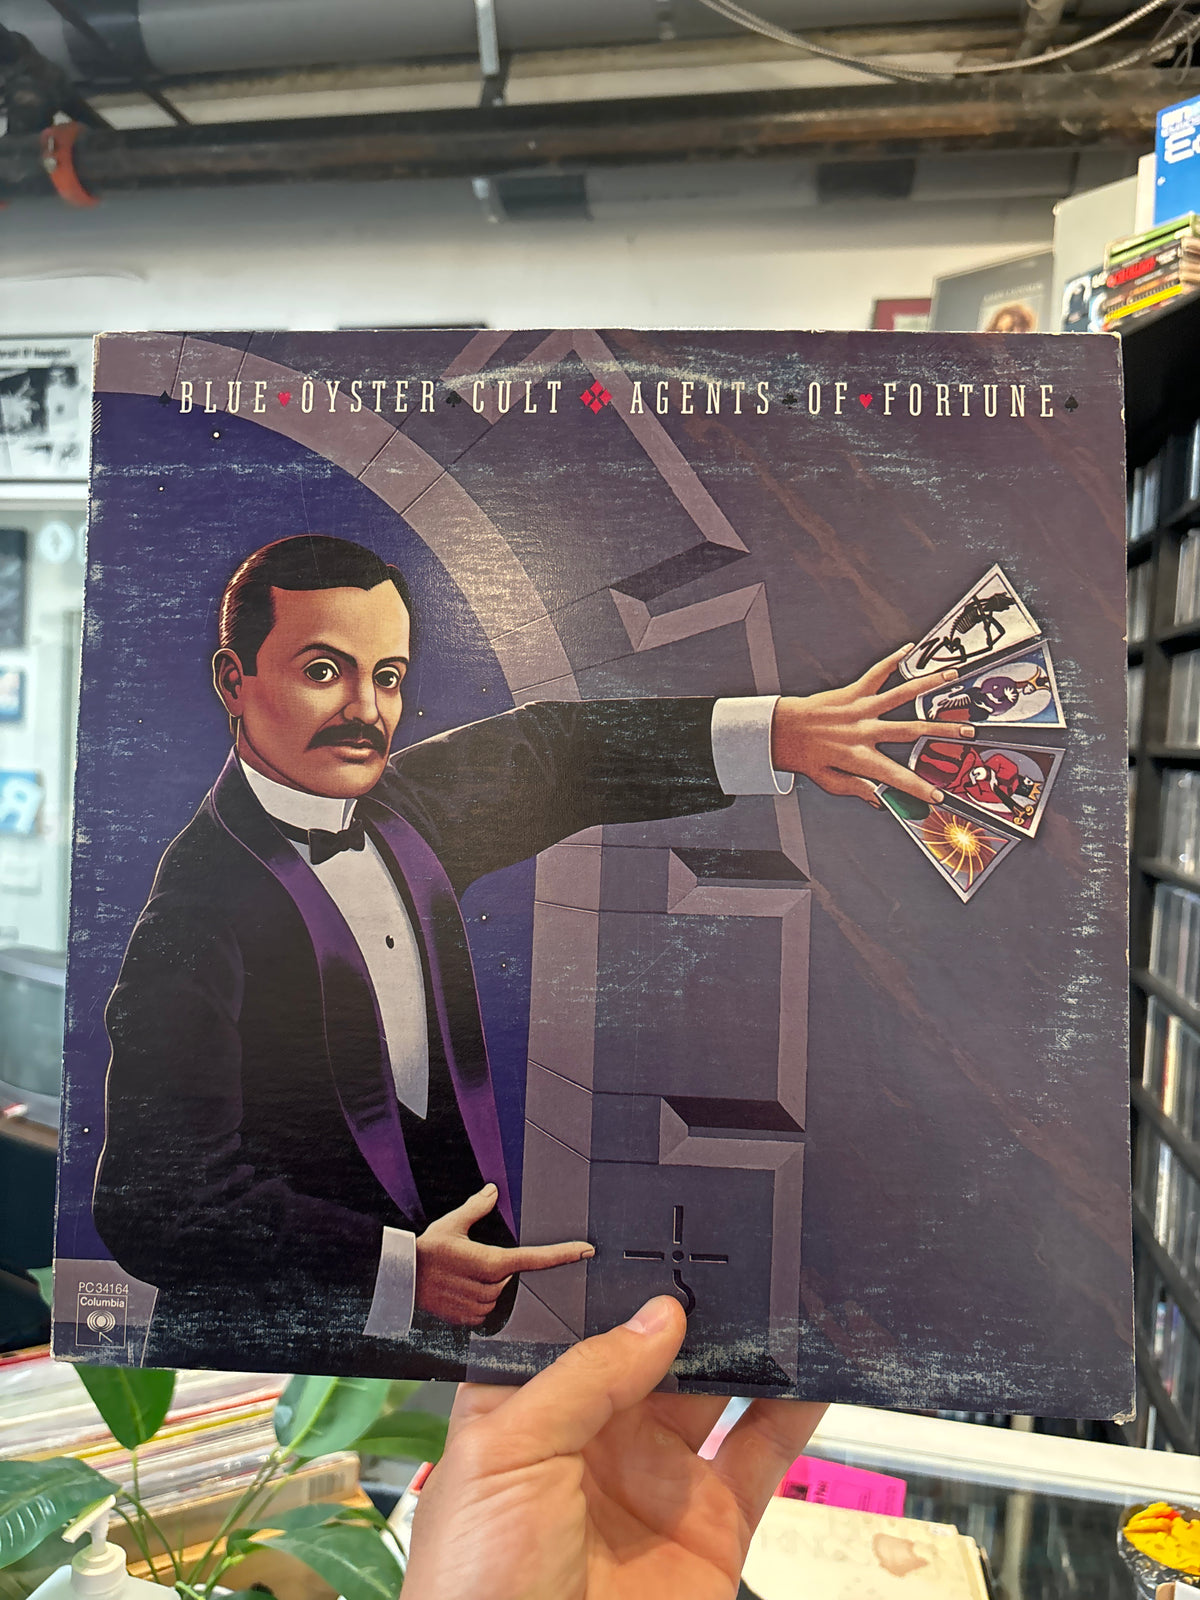 BLUE ÖYSTER CULT AGENTS OF FORTUNE
PC 34164
Columbia